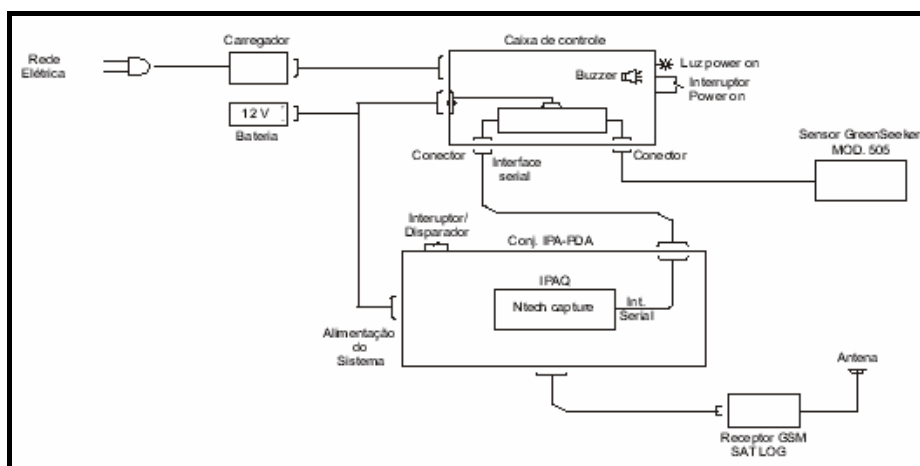 Carregador
Caixa de controle
Rede
Elétrica
Buzzer
Luz power on
Interruptor
Power on
12 V
Bateria
Conector
Interface
serial
Conector
Sensor GreenSeeker
MOD. 505
Interuptor/
Disparador
Conj. IPA-PDA
IPAQ
Ntech capture
Int.
Serial
Alimentação
do
Sistema
Antena
Receptor GSM
SAT LOG